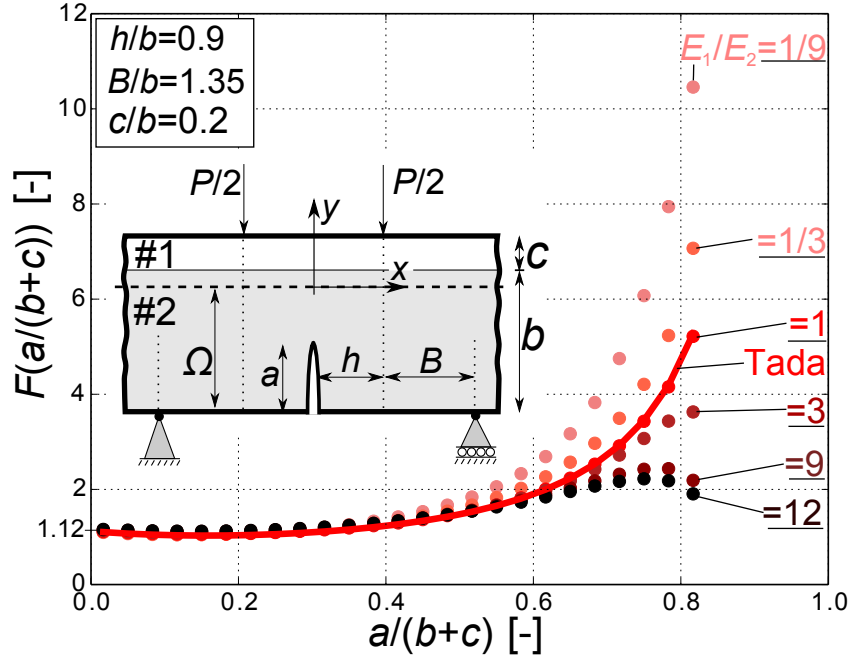 12
10
8
6
4
2
1.12
0
F(a/(b+c)) [-]
h/b=0.9
B/b=1.35
c/b=0.2
P/2
P/2
y
#1
x
c
#2
b
Ω
a
h
B
E₁/E₂=1/9
=1/3
=1
Tada
=3
=9
=12
0.0
0.2
0.4
0.6
0.8
1.0
a/(b+c) [-]